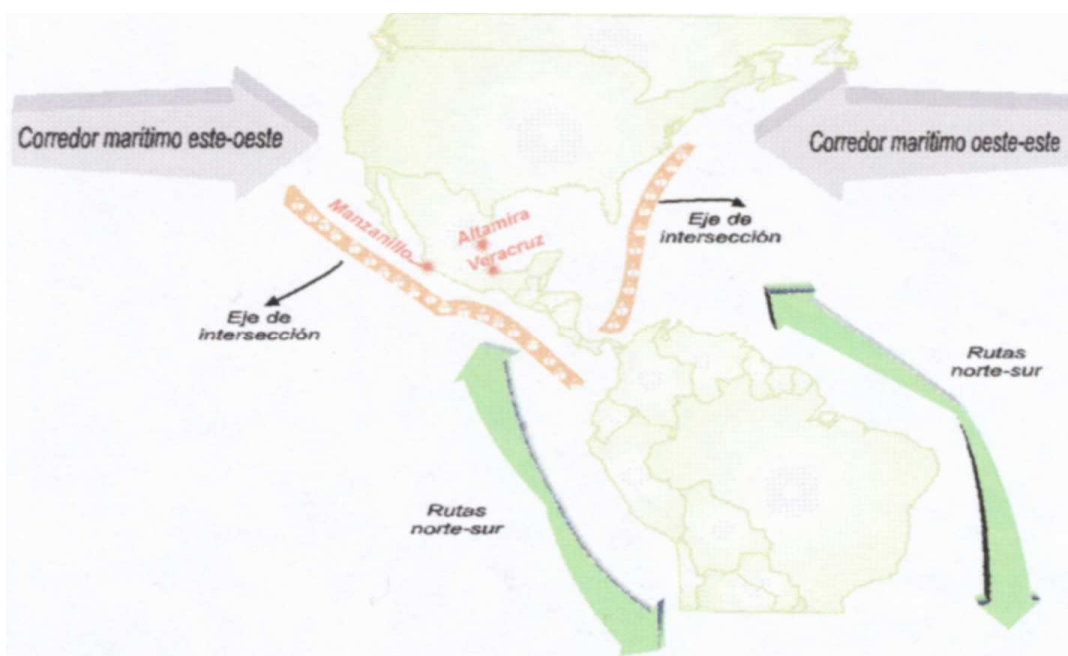 Corredor marítimo este-oeste
Corredor marítimo oeste-este
Manzanillo
Altamira
Veracruz
Eje de
intersección
Eje de
intersección
Rutas
norte-sur
Rutas
norte-sur